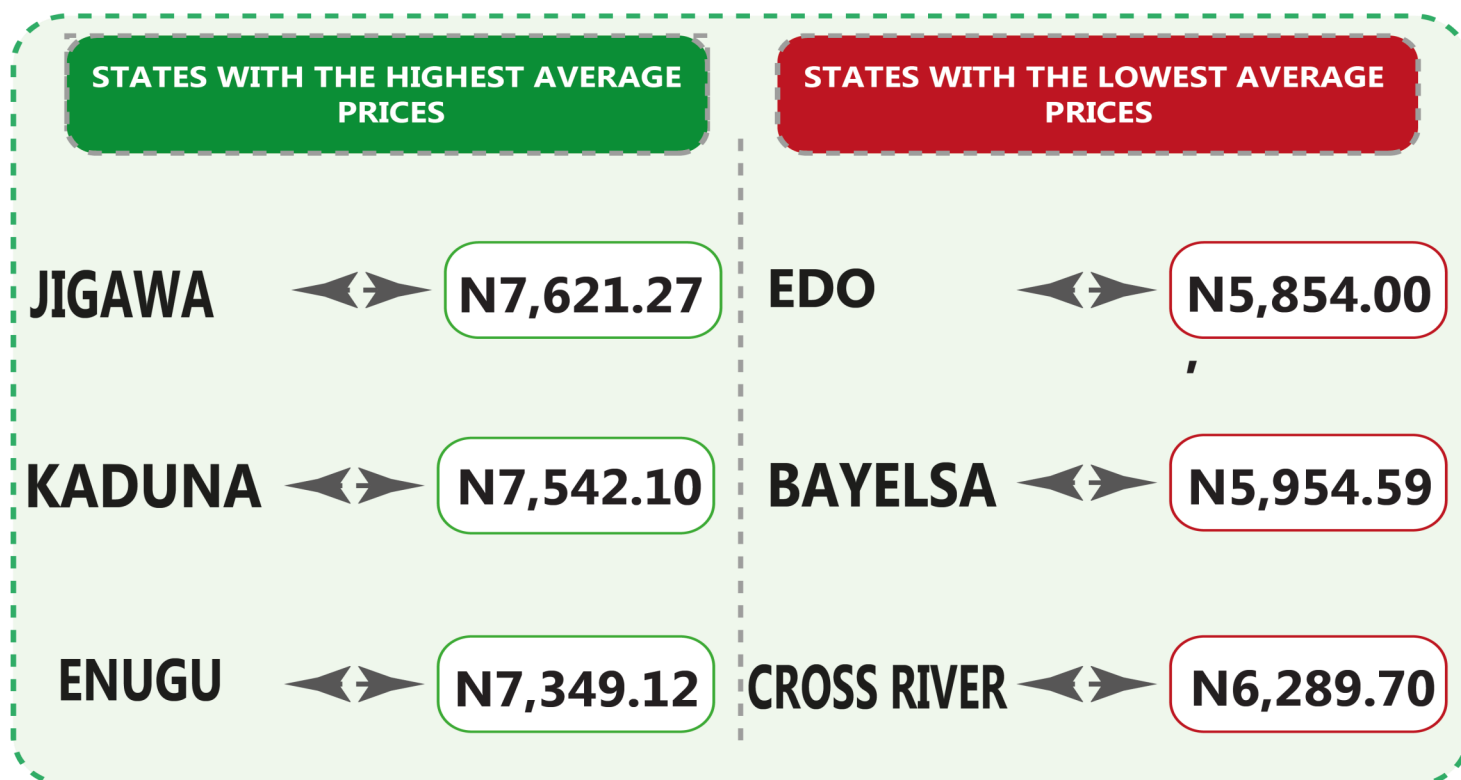 STATES WITH THE HIGHEST AVERAGE
PRICES
JIGAWA N7,621.27
KADUNA N7,542.10
ENUGU N7,349.12
STATES WITH THE LOWEST AVERAGE
PRICES
EDO N5,854.00
,
BAYELSA N5,954.59
CROSS RIVER N6,289.70